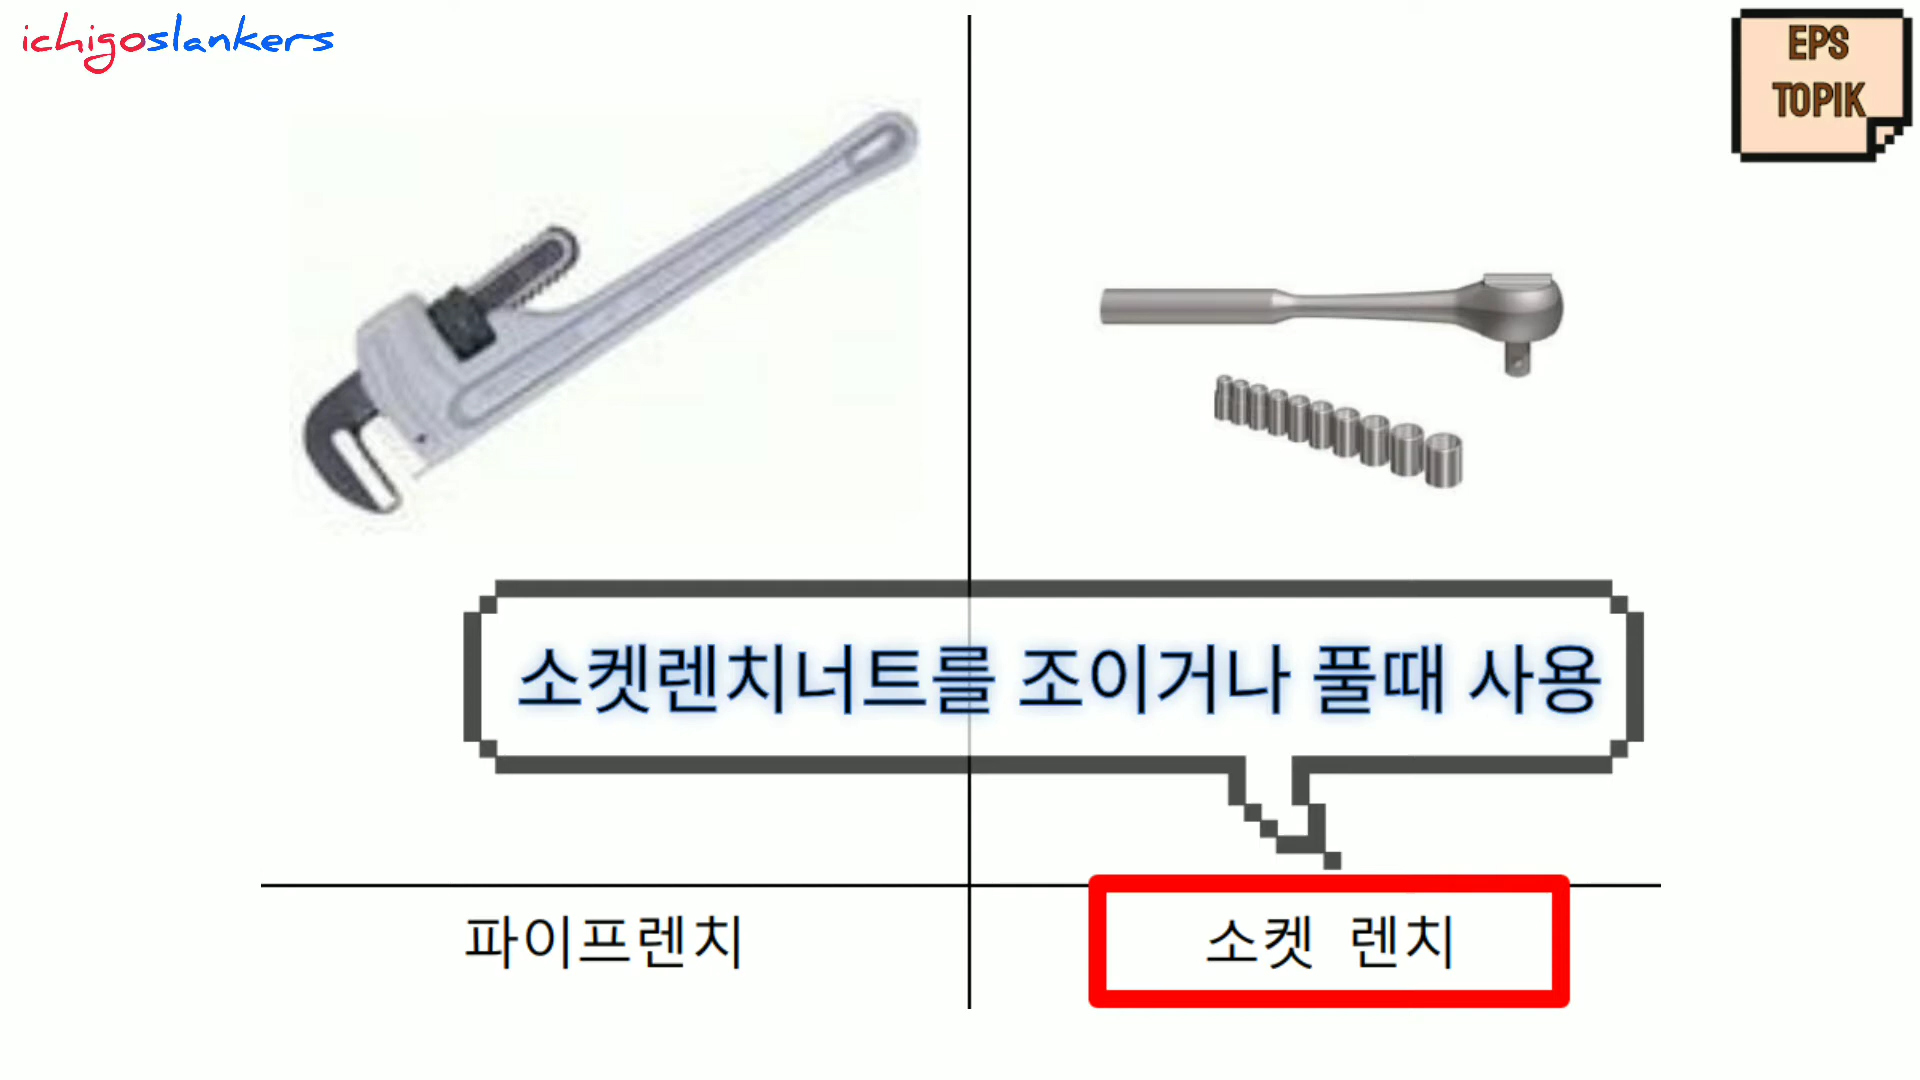 ichigoslankers
EPS
TOPIK
소켓렌치너트를 조이거나 풀때 사용
파이프렌치
소켓 렌치